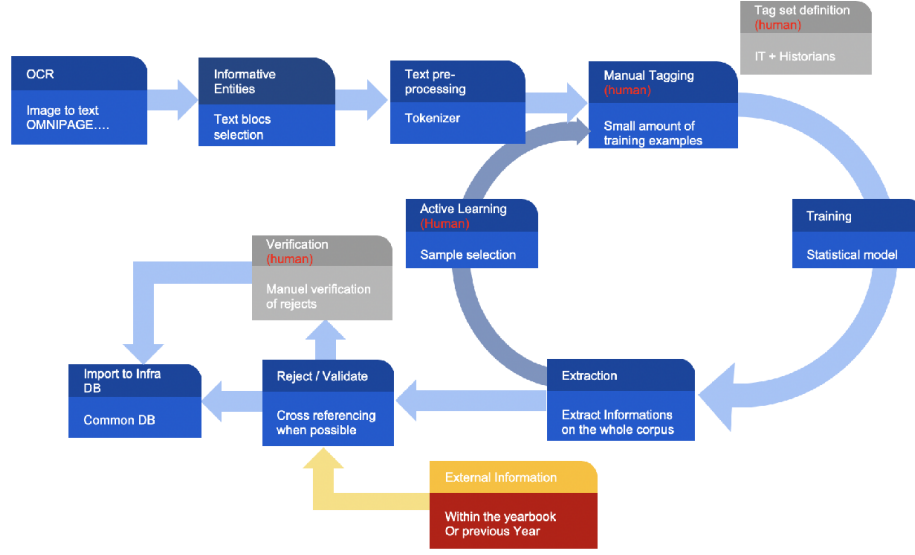 Tag set definition
(human)
IT + Historians
OCR
Image to text
OMNIPAGE....
Informative
Entities
Text blocs
selection
Text pre-
processing
Tokenizer
Manual Tagging
(human)
Small amount of
training examples
Active Learning
(Human)
Sample selection
Training
Statistical model
Verification
(human)
Manuel verification
of rejects
Import to Infra
DB
Common DB
Reject / Validate
Cross referencing
when possible
Extraction
Extract Informations
on the whole corpus
External Information
Within the yearbook
Or previous Year